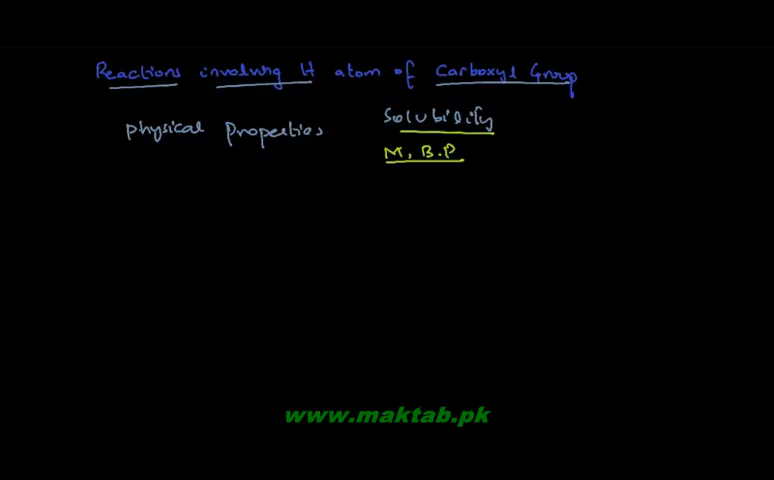 Reactions involving H atom of Carboxyl Group
Physical Properties
Solubility
M, B.P
www.maktab.pk